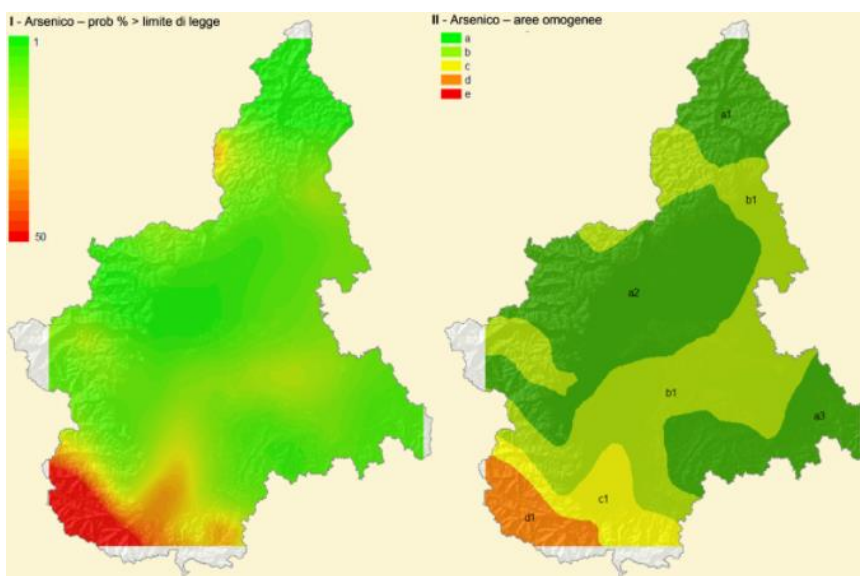 I - Arsenico - prob % > limite di legge
1
50
II - Arsenico – aree omogenee
a
b
c
d
e
a1
b1
a2
b1
a3
c1
d1